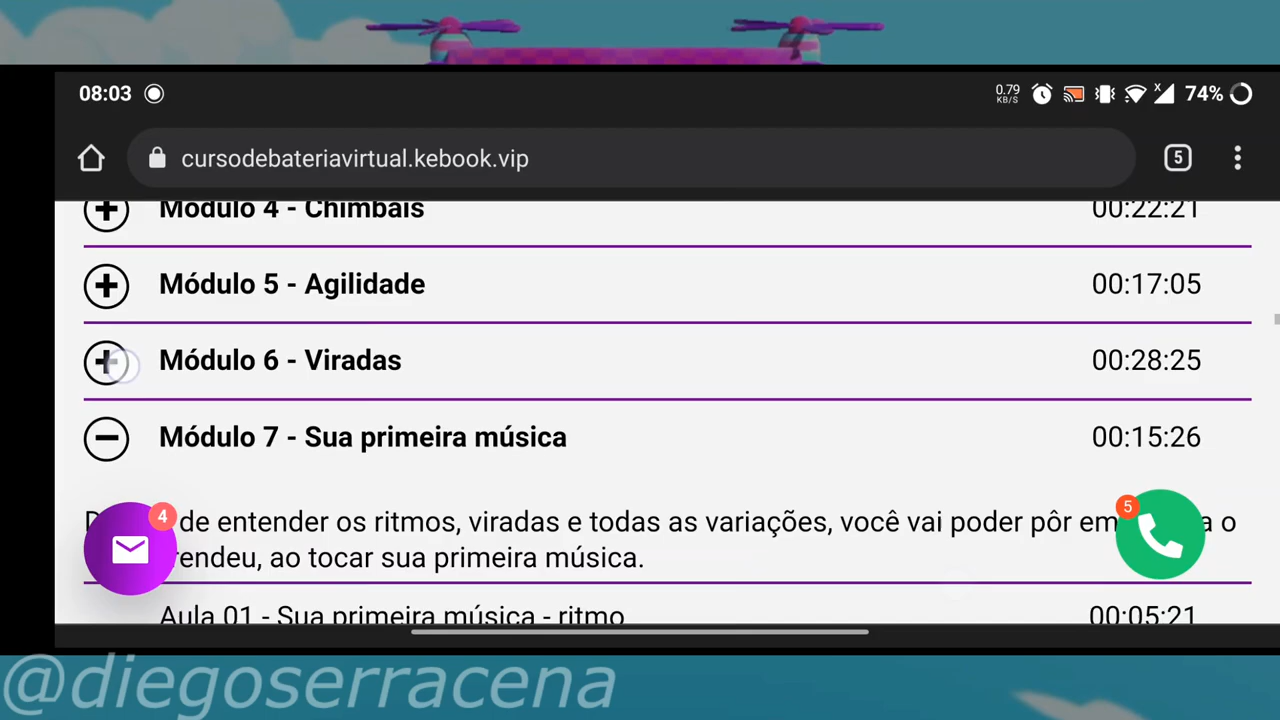 08:03
0.79
KB/S
x
74%
cursodebateriavirtual.kebook.vip
5
Módulo 4 - Chimbais 00:22:21
Módulo 5 - Agilidade 00:17:05
Módulo 6 - Viradas 00:28:25
Módulo 7 - Sua primeira música 00:15:26
4
5
de entender os ritmos, viradas e todas as variações, você vai poder pôr em a o
rendeu, ao tocar sua primeira música.
Aula 01 - Sua primeira música - ritmo 00:05:21
@diegoserracena